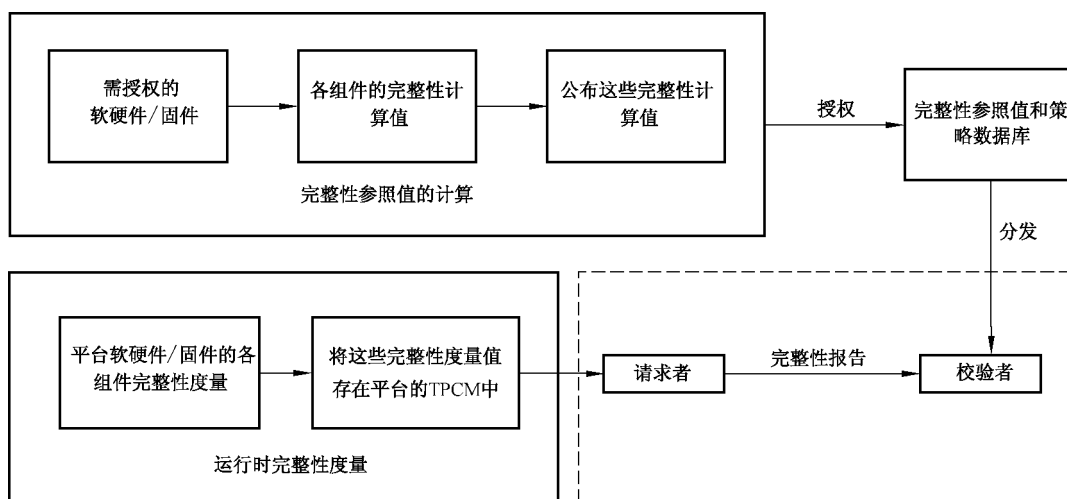 需授权的
软硬件/固件
各组件的完整性计
算值
公布这些完整性计
算值
完整性参照值的计算
授权
完整性参照值和策
略数据库
分发
平台软硬件/固件的各
组件完整性度量
将这些完整性度量值
存在平台的TPCM中
运行时完整性度量
请求者
完整性报告
校验者